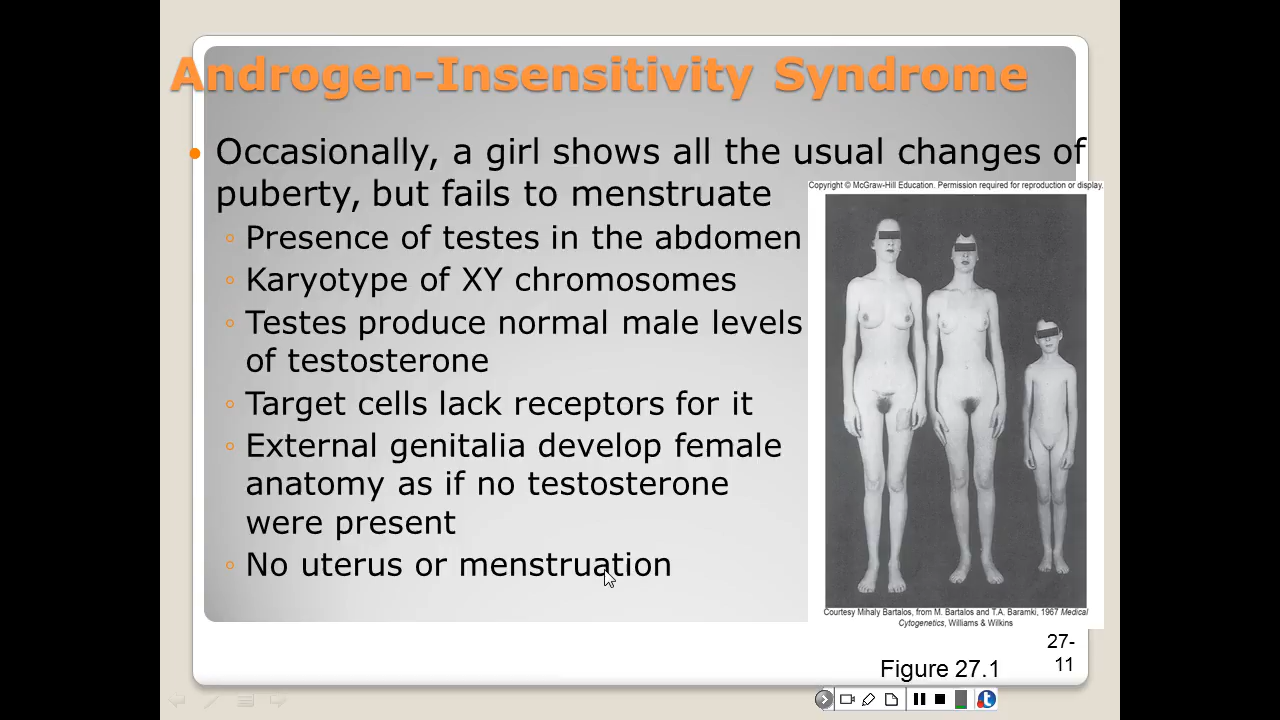 Androgen-Insensitivity Syndrome
• Occasionally, a girl shows all the usual changes of
puberty, but fails to menstruate
◦ Presence of testes in the abdomen
◦ Karyotype of XY chromosomes
◦ Testes produce normal male levels
of testosterone
◦ Target cells lack receptors for it
◦ External genitalia develop female
anatomy as if no testosterone
were present
◦ No uterus or menstruation
Copyright © McGraw-Hill Education. Permission required for reproduction or display.
Courtesy Mihaly Bartalos, from M. Bartalos and T.A. Baramki, 1967 Medical
Cytogenetics, Williams & Wilkins
Figure 27.1
27-
11